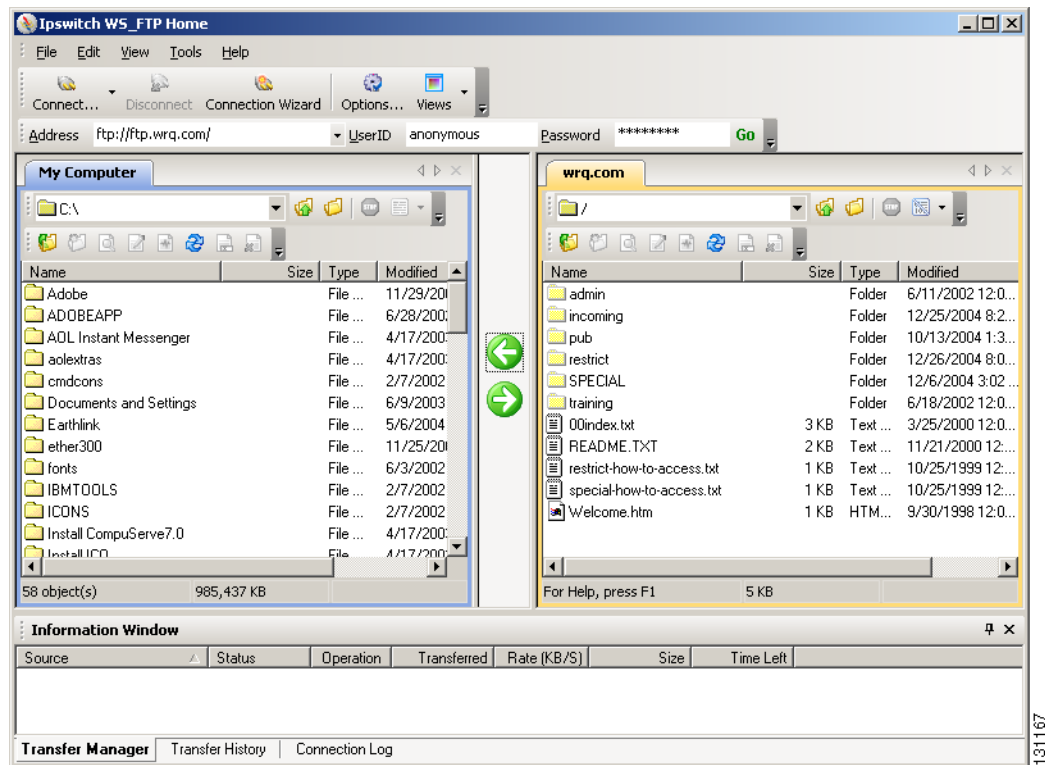 Ipswitch WS_FTP Home
File Edit View Tools Help
Connect... Disconnect Connection Wizard Options... Views
Address ftp://ftp.wrq.com/ UserID anonymous Password ******** Go
My Computer
C:\
Name Size Type Modified
Adobe File ... 11/29/20
ADOBEAPP File ... 6/28/200
AOL Instant Messenger File ... 4/17/200
aolextras File ... 4/17/200
cmdcons File ... 2/7/2002
Documents and Settings File ... 6/9/2003
Earthlink File ... 5/6/2004
ether300 File ... 11/25/20
fonts File ... 6/3/2002
IBMTOOLS File ... 2/7/2002
ICONS File ... 2/7/2002
Install CompuServe7.0 File ... 4/17/200
Install ICQ File 4/17/200
58 object(s) 985,437 KB
wrq.com
/
Name Size Type Modified
admin Folder 6/11/2002 12:0...
incoming Folder 12/25/2004 8:2...
pub Folder 10/13/2004 1:3...
restrict Folder 12/26/2004 8:0...
SPECIAL Folder 12/6/2004 3:02 ...
training Folder 6/18/2002 12:0...
00index.txt 3 KB Text ... 3/25/2000 12:0...
README.TXT 2 KB Text ... 11/21/2000 12:...
restrict-how-to-access.txt 1 KB Text ... 10/25/1999 12:...
special-how-to-access.txt 1 KB Text ... 10/25/1999 12:...
Welcome.htm 1 KB HTM... 9/30/1998 12:0...
For Help, press F1 5 KB
Information Window
Source Status Operation Transferred Rate (KB/S) Size Time Left
Transfer Manager Transfer History Connection Log
131167